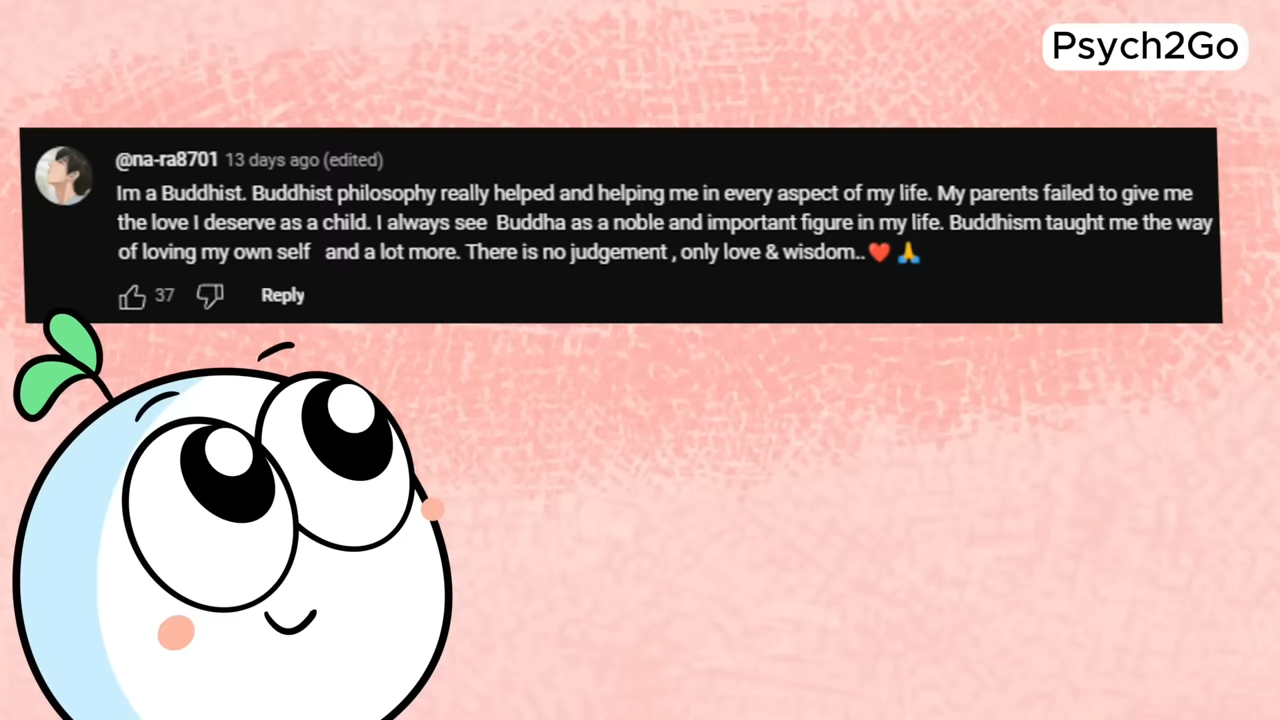 Psych2Go
@na-ra8701 13 days ago (edited)
Im a Buddhist. Buddhist philosophy really helped and helping me in every aspect of my life. My parents failed to give me
the love I deserve as a child. I always see Buddha as a noble and important figure in my life. Buddhism taught me the way
of loving my own self and a lot more. There is no judgement , only love & wisdom..❤️🙏
37 Reply